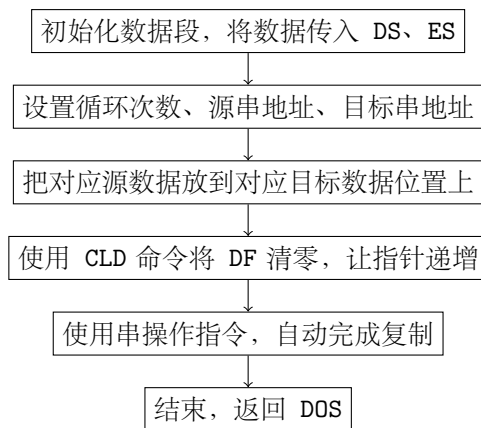 初始化数据段，将数据传入 DS、ES
设置循环次数、源串地址、目标串地址
把对应源数据放到对应目标数据位置上
使用 CLD 命令将 DF 清零，让指针递增
使用串操作指令，自动完成复制
结束，返回 DOS